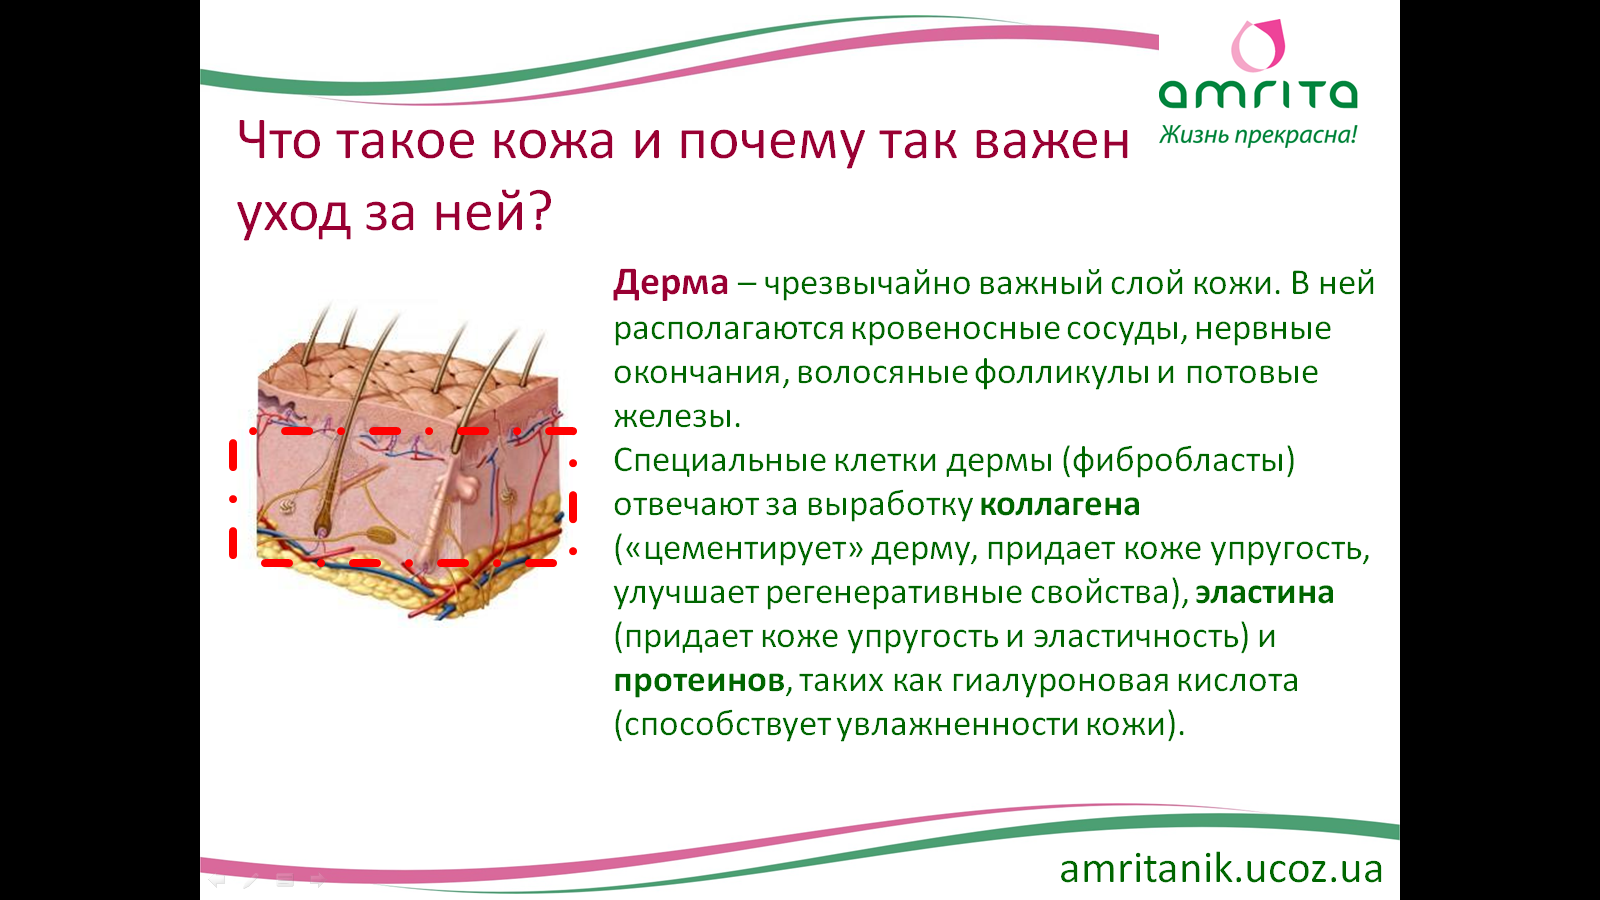 amrita
Жизнь прекрасна!
Что такое кожа и почему так важен
уход за ней?
Дерма – чрезвычайно важный слой кожи. В ней
располагаются кровеносные сосуды, нервные
окончания, волосяные фолликулы и потовые
железы.
Специальные клетки дермы (фибробласты)
отвечают за выработку коллагена
(«цементирует» дерму, придает коже упругость,
улучшает регенеративные свойства), эластина
(придает коже упругость и эластичность) и
протеинов, таких как гиалуроновая кислота
(способствует увлажненности кожи).
amritanik.ucoz.ua